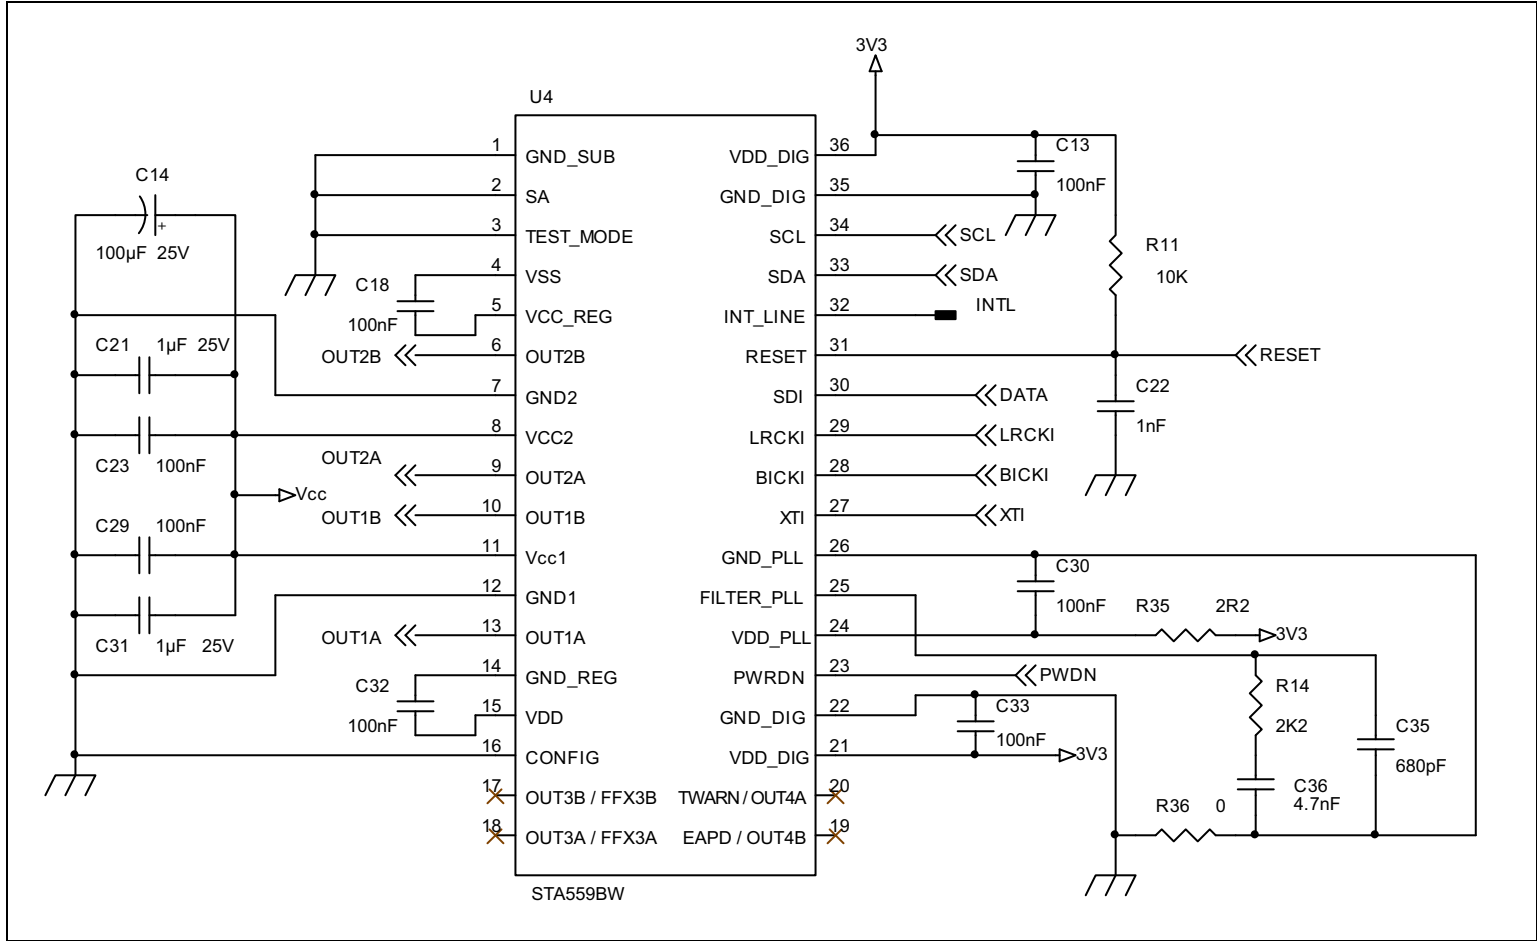 3V3
U4
1 GND_SUB
2 SA
3 TEST_MODE
4 VSS
5 VCC_REG
6 OUT2B
7 GND2
8 VCC2
9 OUT2A
10 OUT1B
11 Vcc1
12 GND1
13 OUT1A
14 GND_REG
15 VDD
16 CONFIG
17 OUT3B / FFX3B
18 OUT3A / FFX3A
VDD_DIG 36
GND_DIG 35
SCL 34
SDA 33
INT_LINE 32
RESET 31
SDI 30
LRCKI 29
BICKI 28
XTI 27
GND_PLL 26
FILTER_PLL 25
VDD_PLL 24
PWRDN 23
GND_DIG 22
VDD_DIG 21
TWARN / OUT4A 20
EAPD / OUT4B 19
STA559BW
C14
+
100µF 25V
C18
100nF
OUT2B
C21 1µF 25V
C23 100nF
OUT2A
Vcc
OUT1B
C29 100nF
OUT1A
C31 1µF 25V
C32
100nF
C13
100nF
SCL
SDA
INTL
R11
10K
RESET
C22
1nF
DATA
LRCKI
BICKI
XTI
C30
100nF
R35 2R2
3V3
PWDN
R14
2K2
C33
100nF
3V3
C35
680pF
C36
4.7nF
R36 0